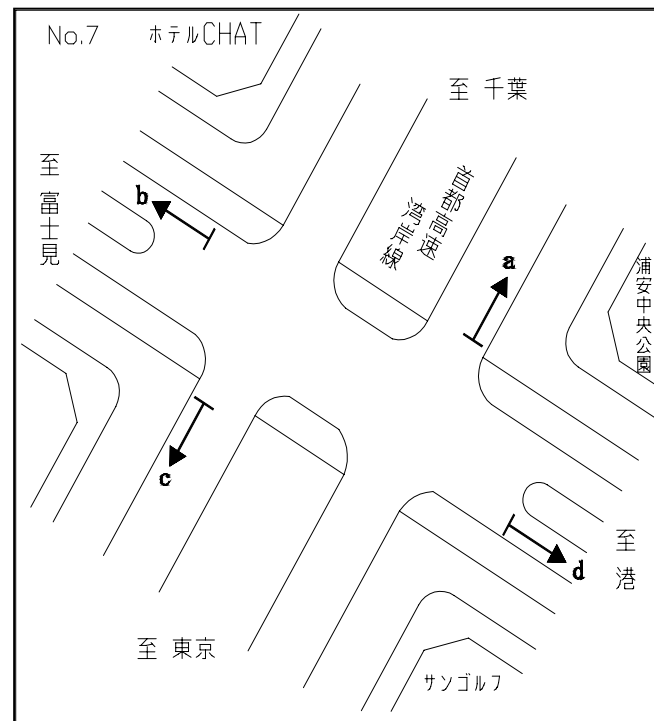 No.7 ホテルCHAT
至 千葉
至 富士見
首都高速
湾岸線
浦安中央公園
a
b
c
d
至 港
至 東京
サンゴルフ